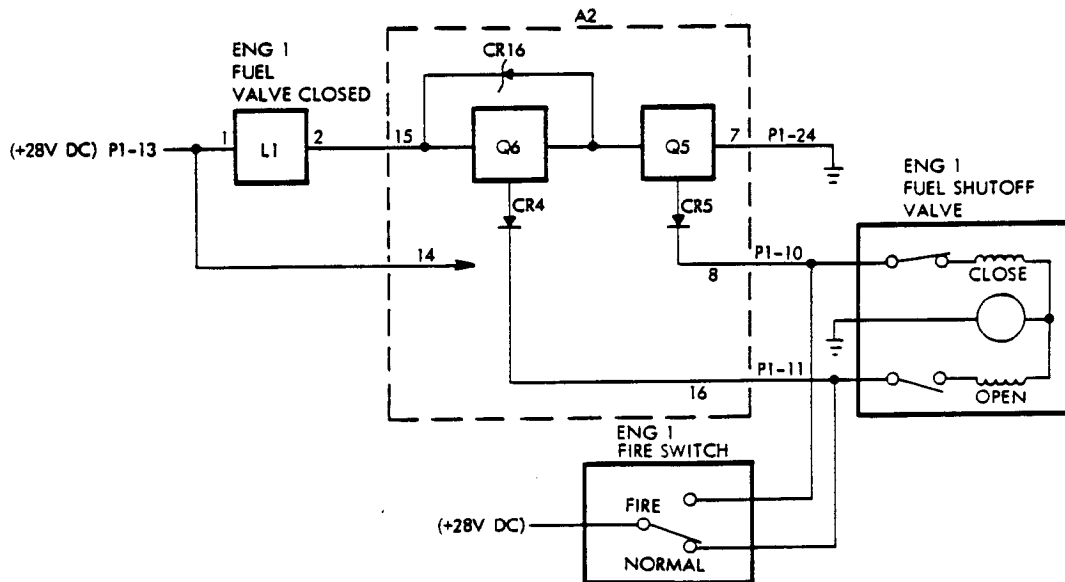 A2
ENG 1
FUEL
VALVE CLOSED
CR16
(+28V DC) P1-13
1
L1
2
15
Q6
Q5
7
P1-24
CR4
CR5
14
8
P1-10
ENG 1
FUEL SHUTOFF
VALVE
CLOSE
OPEN
16
P1-11
ENG 1
FIRE SWITCH
FIRE
(+28V DC)
NORMAL